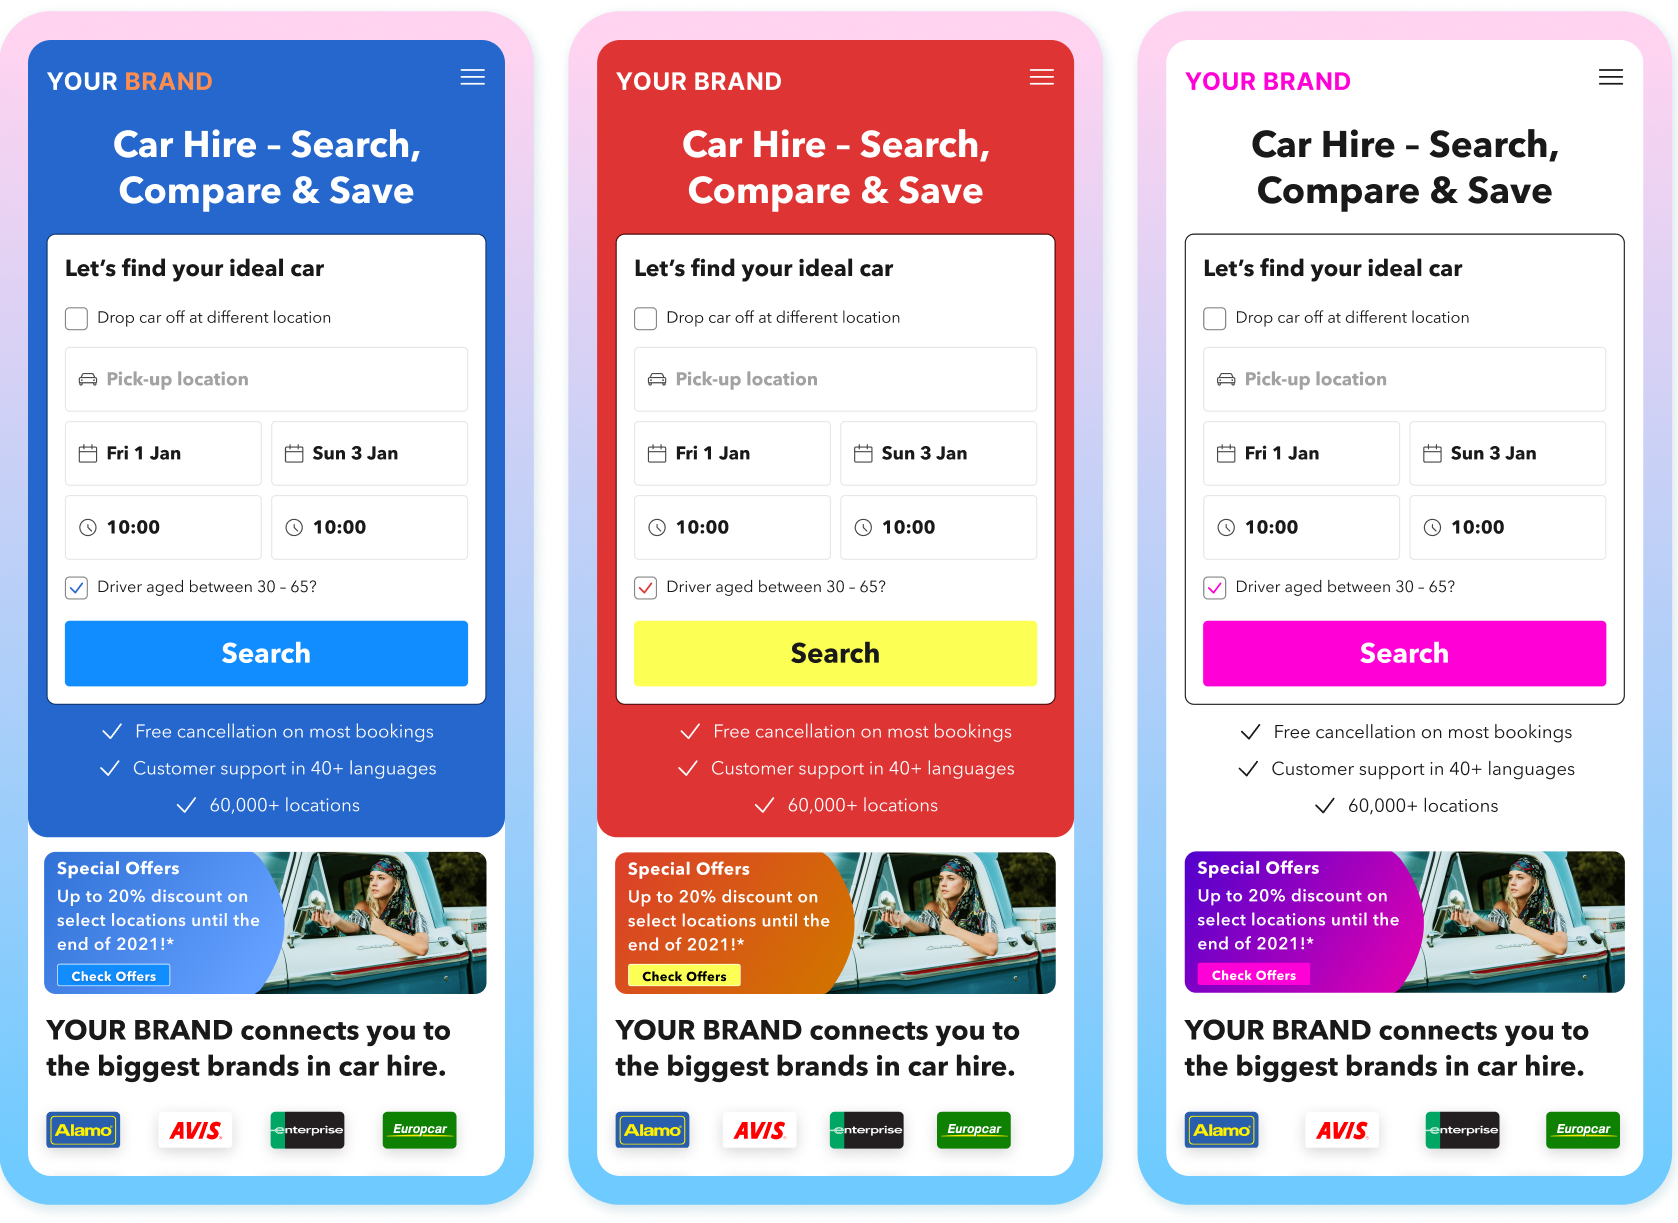 YOUR BRAND
Car Hire – Search,
Compare & Save
Let’s find your ideal car
Drop car off at different location
Pick-up location
Fri 1 Jan
Sun 3 Jan
10:00
10:00
Driver aged between 30 – 65?
Search
Free cancellation on most bookings
Customer support in 40+ languages
60,000+ locations
Special Offers
Up to 20% discount on
select locations until the
end of 2021!*
Check Offers
YOUR BRAND connects you to
the biggest brands in car hire.
Alamo
AVIS
enterprise
Europcar
YOUR BRAND
Car Hire – Search,
Compare & Save
Let’s find your ideal car
Drop car off at different location
Pick-up location
Fri 1 Jan
Sun 3 Jan
10:00
10:00
Driver aged between 30 – 65?
Search
Free cancellation on most bookings
Customer support in 40+ languages
60,000+ locations
Special Offers
Up to 20% discount on
select locations until the
end of 2021!*
Check Offers
YOUR BRAND connects you to
the biggest brands in car hire.
Alamo
AVIS
enterprise
Europcar
YOUR BRAND
Car Hire – Search,
Compare & Save
Let’s find your ideal car
Drop car off at different location
Pick-up location
Fri 1 Jan
Sun 3 Jan
10:00
10:00
Driver aged between 30 – 65?
Search
Free cancellation on most bookings
Customer support in 40+ languages
60,000+ locations
Special Offers
Up to 20% discount on
select locations until the
end of 2021!*
Check Offers
YOUR BRAND connects you to
the biggest brands in car hire.
Alamo
AVIS
enterprise
Europcar